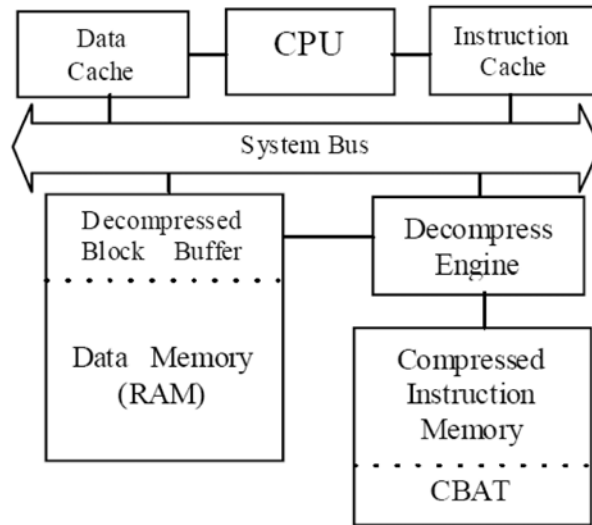 Data
Cache
CPU
Instruction
Cache
System Bus
Decompressed
Block Buffer
Decompress
Engine
Data Memory
(RAM)
Compressed
Instruction
Memory
CBAT